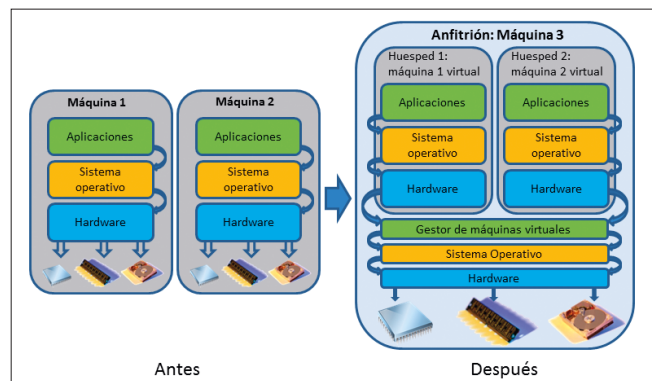 Máquina 1
Aplicaciones
Sistema
operativo
Hardware
Máquina 2
Aplicaciones
Sistema
operativo
Hardware
Antes
Anfitrión: Máquina 3
Huesped 1:
máquina 1 virtual
Aplicaciones
Sistema
operativo
Hardware
Huesped 2:
máquina 2 virtual
Aplicaciones
Sistema
operativo
Hardware
Gestor de máquinas virtuales
Sistema Operativo
Hardware
Después